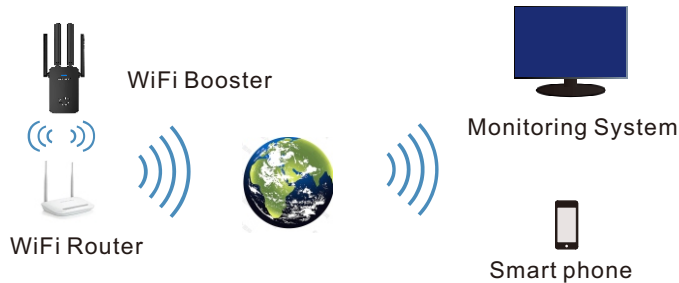 WiFi Booster
Monitoring System
WiFi Router
Smart phone